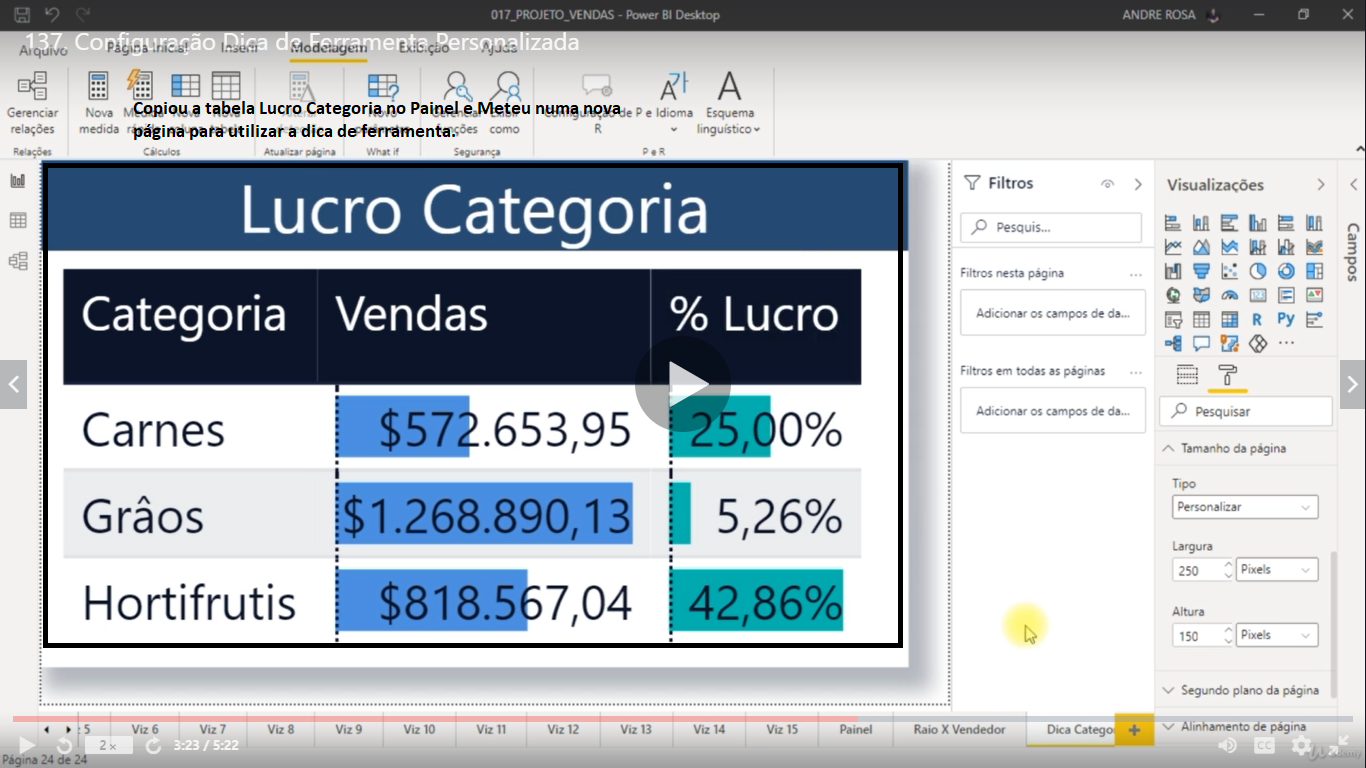 017_PROJETO_VENDAS - Power BI Desktop
ANDRE ROSA
137. Configuração Dica de Ferramenta Personalizada
Arquivo Página inicial Inserir Modelagem Exibição Ajuda
Copiou a tabela Lucro Categoria no Painel e Meteu numa nova
página para utilizar a dica de ferramenta.
Gerenciar
relações
Nova
medida
P e Idioma
R
Esquema
linguístico
Exibir
como
Relações
Cálculos
Atualizar página
What if
Segurança
P e R
Lucro Categoria
Categoria Vendas % Lucro
Carnes $572.653,95 25,00%
Grâos $1.268.890,13 5,26%
Hortifrutis $818.567,04 42,86%
Filtros
Pesquis...
Filtros nesta página ...
Adicionar os campos de da...
Filtros em todas as páginas ...
Adicionar os campos de da...
Visualizações
R Py
...
Pesquisar
Tamanho da página
Tipo
Personalizar
Largura
250 Pixels
Altura
150 Pixels
Segundo plano da página
Alinhamento de página
Campos
5 Viz 6 Viz 7 Viz 8 Viz 9 Viz 10 Viz 11 Viz 12 Viz 13 Viz 14 Viz 15 Painel Raio X Vendedor Dica Catego +
2× 3:23 / 5:22
CC
Udemy
Página 24 de 24